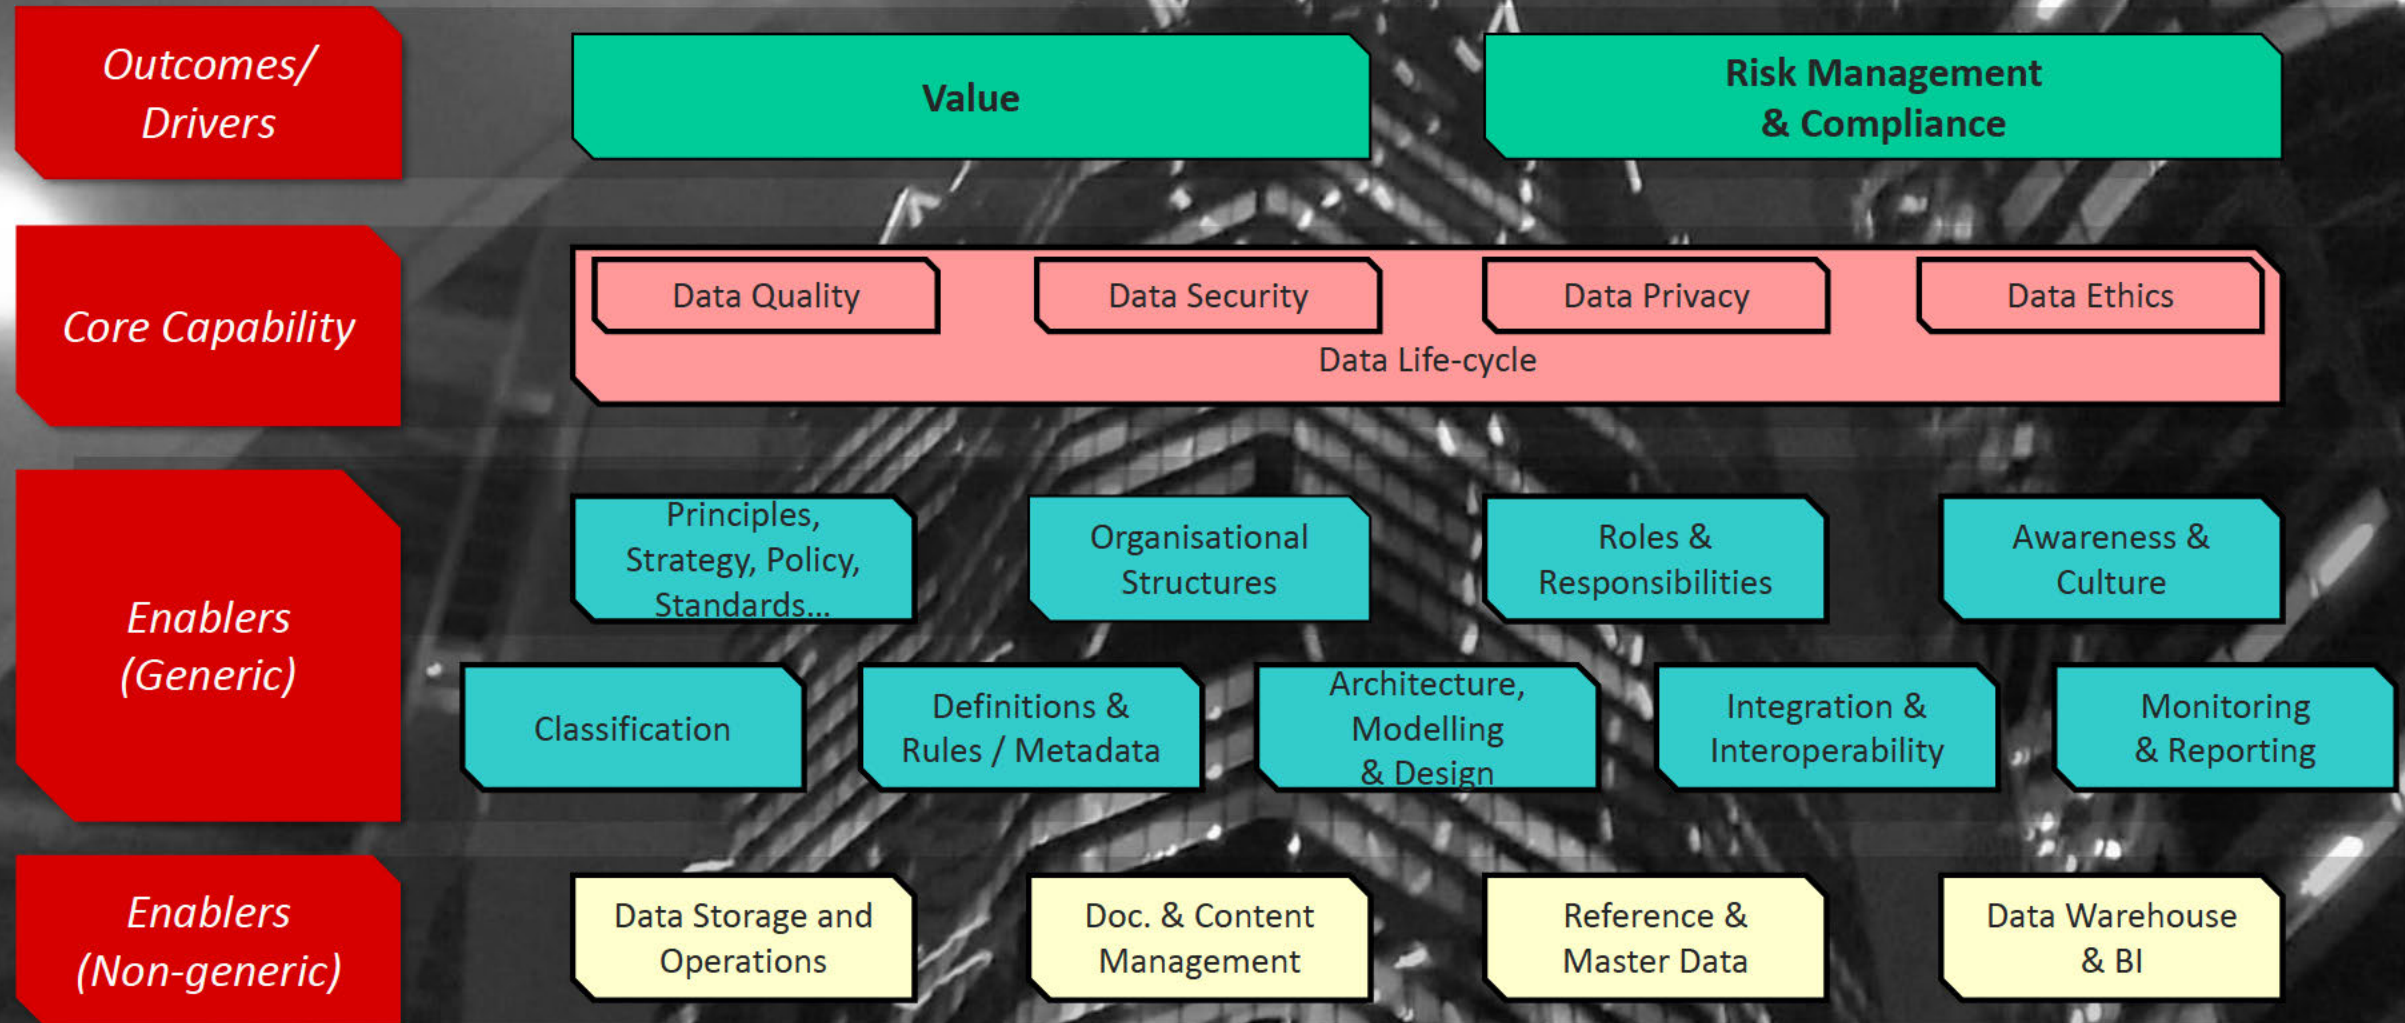 Outcomes/
Drivers
Value
Risk Management
& Compliance
Core Capability
Data Quality
Data Security
Data Privacy
Data Ethics
Data Life-cycle
Enablers
(Generic)
Principles,
Strategy, Policy,
Standards...
Organisational
Structures
Roles &
Responsibilities
Awareness &
Culture
Classification
Definitions &
Rules / Metadata
Architecture,
Modelling
& Design
Integration &
Interoperability
Monitoring
& Reporting
Enablers
(Non-generic)
Data Storage and
Operations
Doc. & Content
Management
Reference &
Master Data
Data Warehouse
& BI